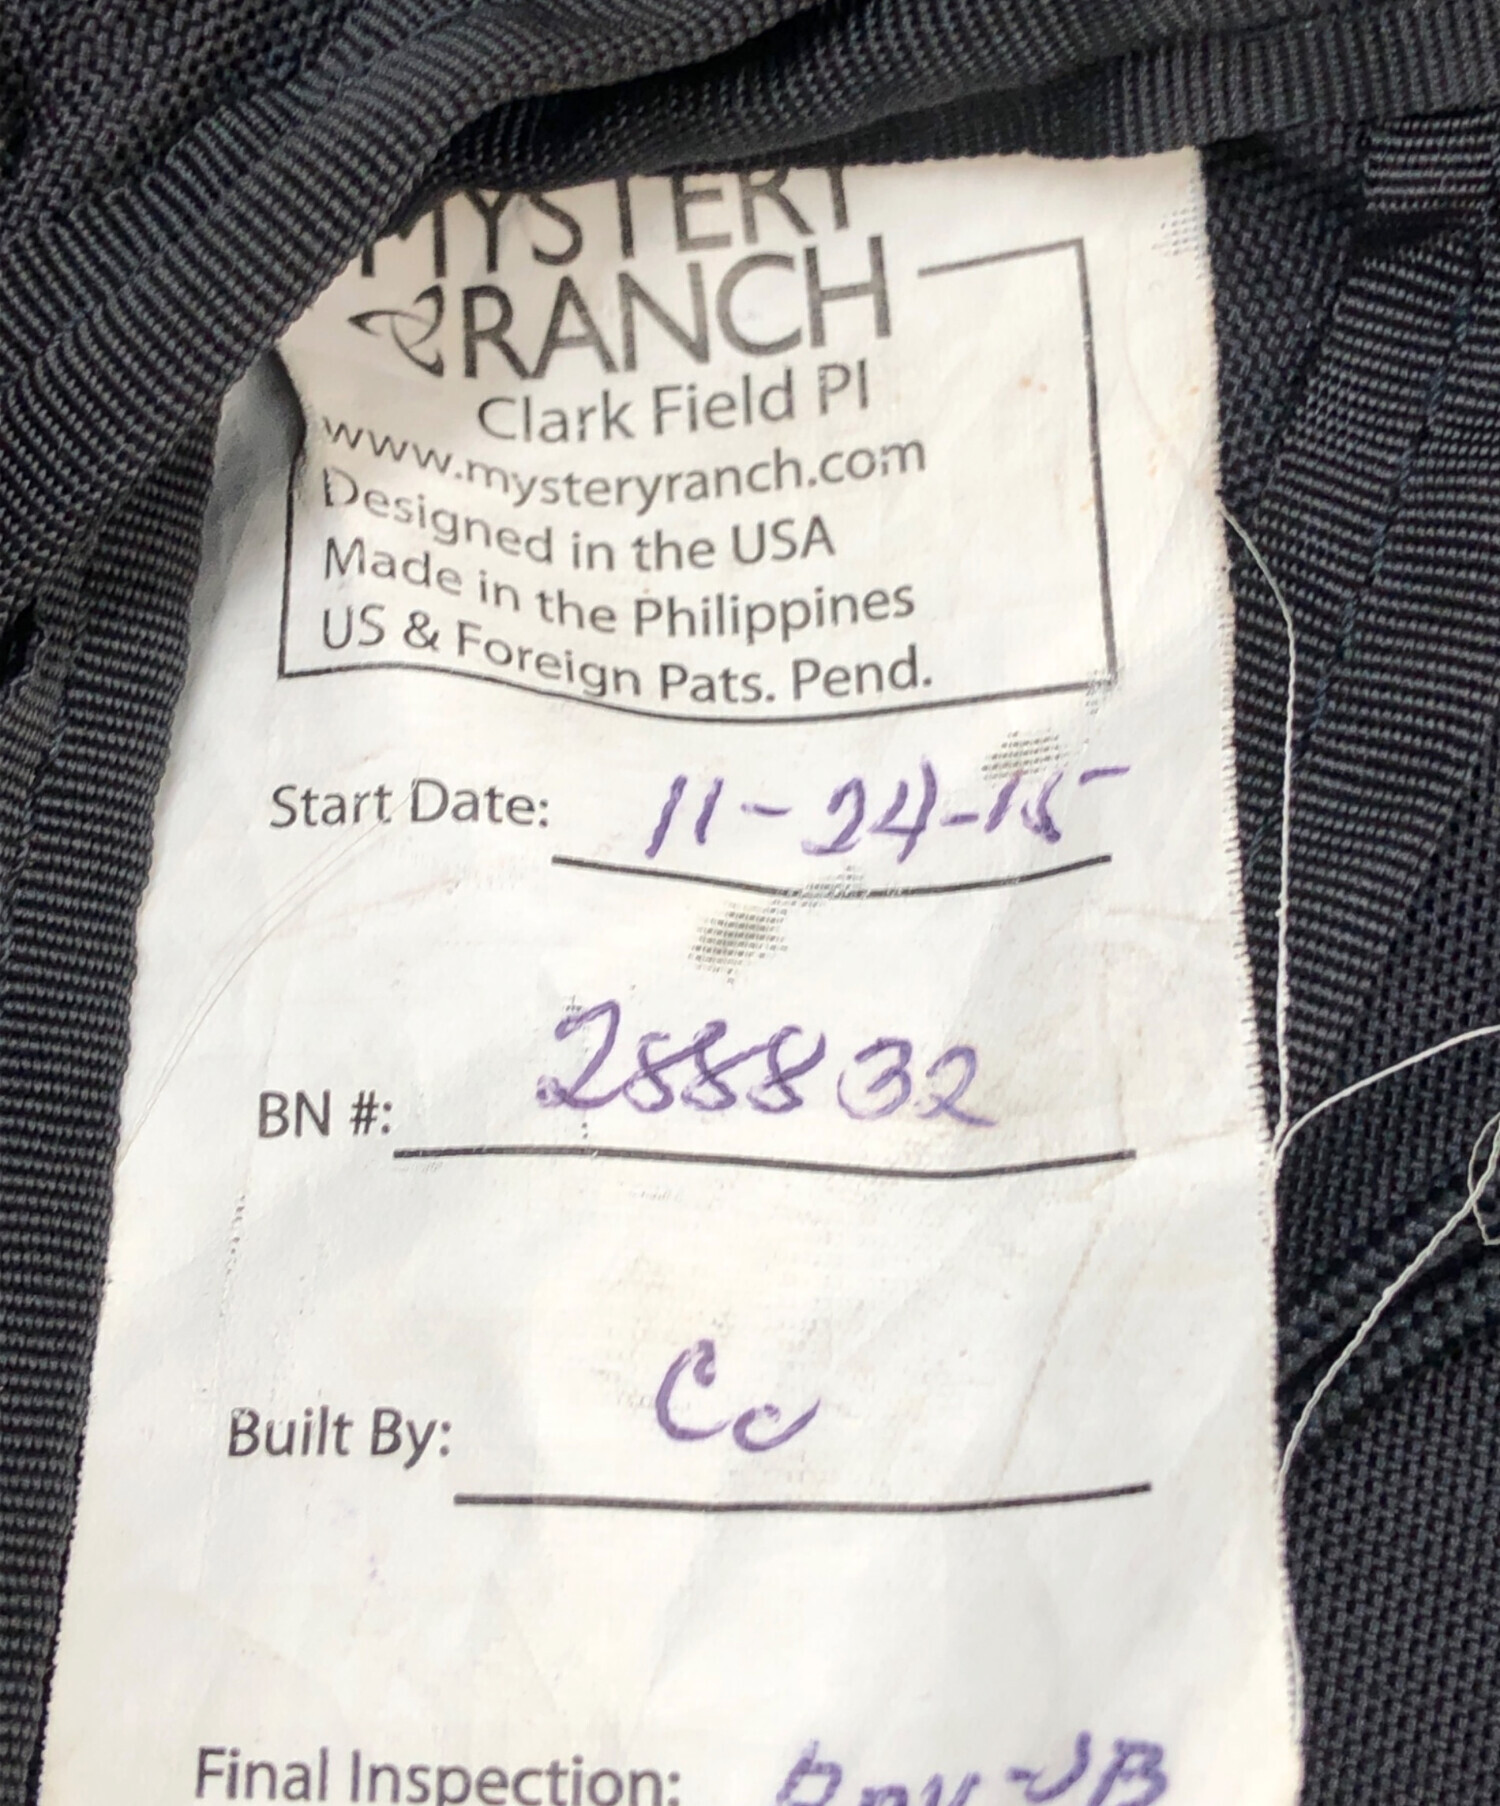 MYSTERY
RANCH
Clark Field PI
www.mysteryranch.com
Designed in the USA
Made in the Philippines
US & Foreign Pats. Pend.
Start Date: 11-24-15
BN #: 288832
Built By: Cc
Final Inspection: